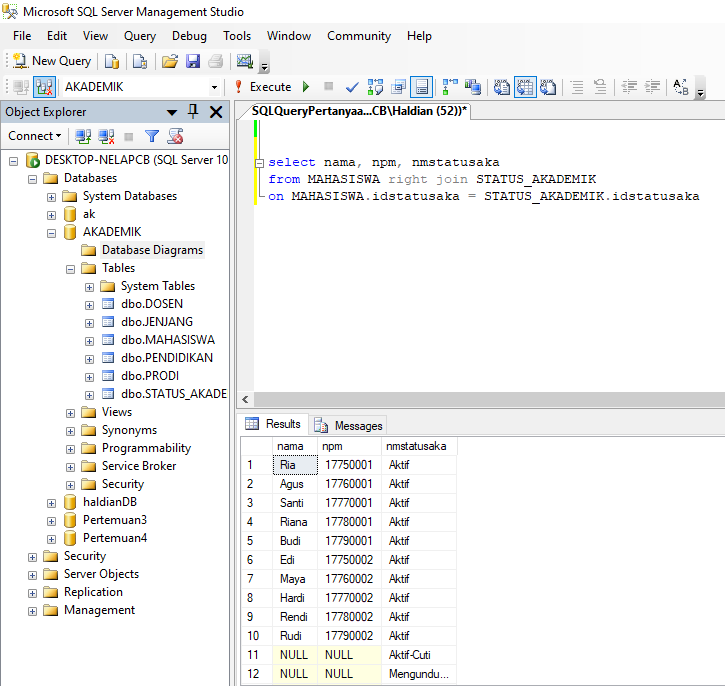 Microsoft SQL Server Management Studio
File Edit View Query Debug Tools Window Community Help
New Query
AKADEMIK Execute
Object Explorer
Connect
DESKTOP-NELAPCB (SQL Server 10
Databases
System Databases
ak
AKADEMIK
Database Diagrams
Tables
System Tables
dbo.DOSEN
dbo.JENJANG
dbo.MAHASISWA
dbo.PENDIDIKAN
dbo.PRODI
dbo.STATUS_AKADE
Views
Synonyms
Programmability
Service Broker
Security
haldianDB
Pertemuan3
Pertemuan4
Security
Server Objects
Replication
Management
SQLQueryPertanyaa...CB\Haldian (52))*
select nama, npm, nmstatusaka
from MAHASISWA right join STATUS_AKADEMIK
on MAHASISWA.idstatusaka = STATUS_AKADEMIK.idstatusaka
Results Messages
nama npm nmstatusaka
1 Ria 17750001 Aktif
2 Agus 17760001 Aktif
3 Santi 17770001 Aktif
4 Riana 17780001 Aktif
5 Budi 17790001 Aktif
6 Edi 17750002 Aktif
7 Maya 17760002 Aktif
8 Hardi 17770002 Aktif
9 Rendi 17780002 Aktif
10 Rudi 17790002 Aktif
11 NULL NULL Aktif-Cuti
12 NULL NULL Mengundu...